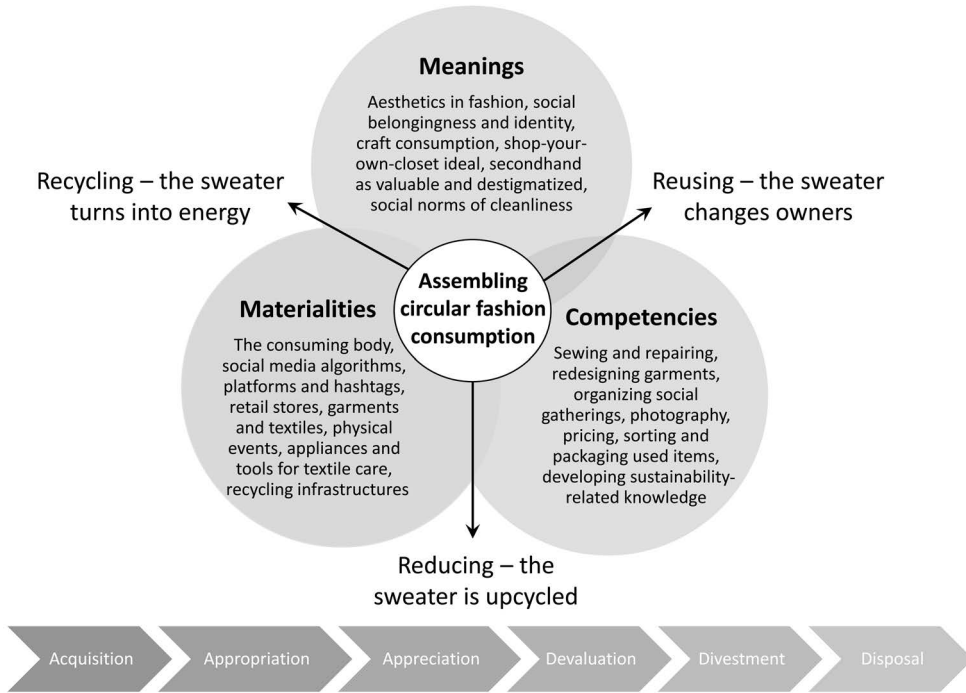 Meanings
Aesthetics in fashion, social
belongingness and identity,
craft consumption, shop-your-
own-closet ideal, secondhand
as valuable and destigmatized,
social norms of cleanliness
Recycling – the sweater
turns into energy
Reusing – the sweater
changes owners
Assembling
circular fashion
consumption
Materialities
The consuming body,
social media algorithms,
platforms and hashtags,
retail stores, garments
and textiles, physical
events, appliances and
tools for textile care,
recycling infrastructures
Competencies
Sewing and repairing,
redesigning garments,
organizing social
gatherings, photography,
pricing, sorting and
packaging used items,
developing sustainability-
related knowledge
Reducing – the
sweater is upcycled
Acquisition
Appropriation
Appreciation
Devaluation
Divestment
Disposal